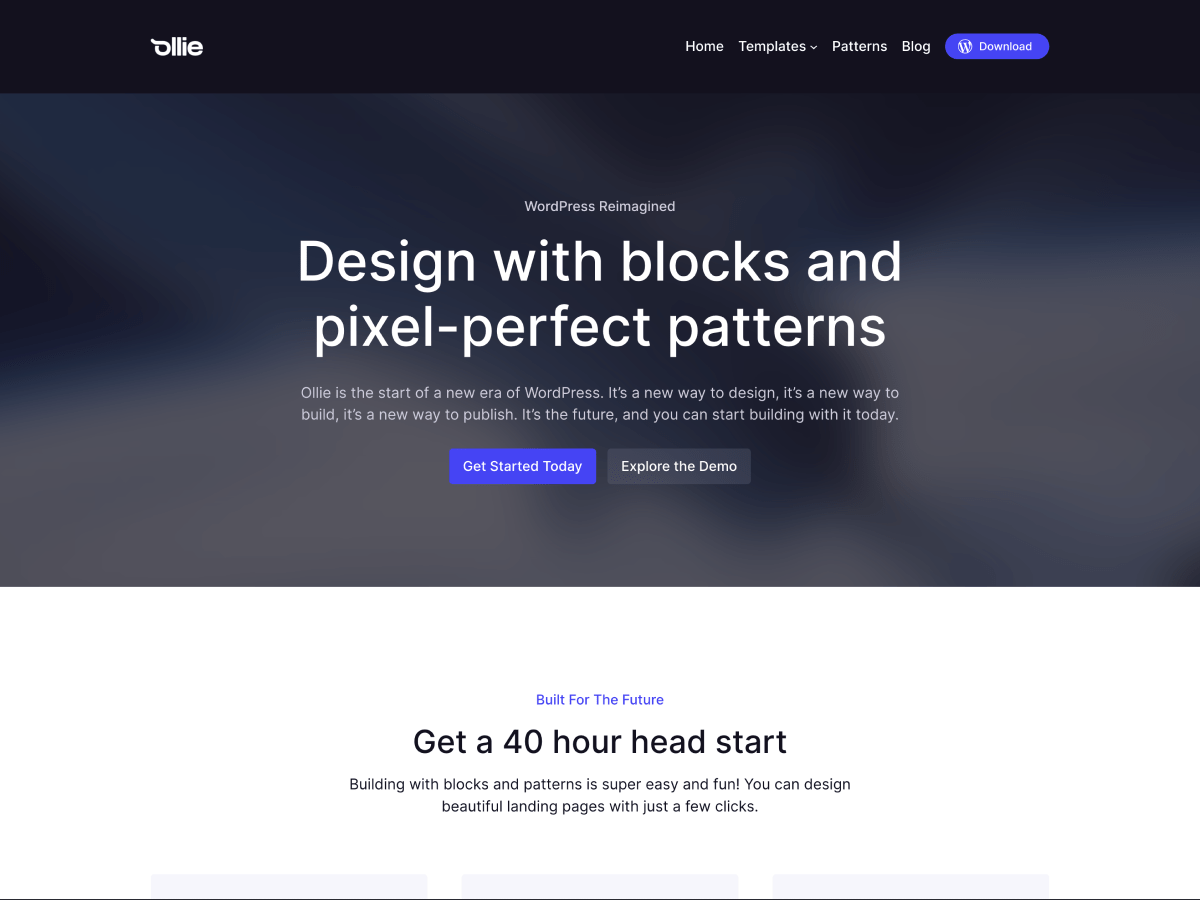 ollie
Home Templates Patterns Blog Download
WordPress Reimagined
Design with blocks and
pixel-perfect patterns
Ollie is the start of a new era of WordPress. It’s a new way to design, it’s a new way to
build, it’s a new way to publish. It’s the future, and you can start building with it today.
Get Started Today Explore the Demo
Built For The Future
Get a 40 hour head start
Building with blocks and patterns is super easy and fun! You can design
beautiful landing pages with just a few clicks.